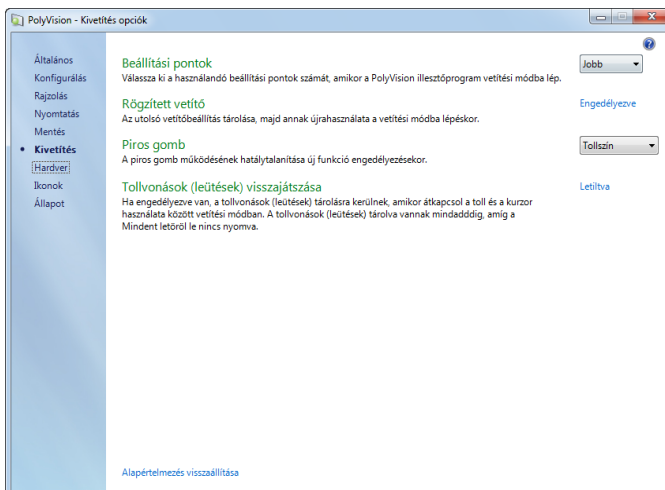 PolyVision - Kivetítés opciók
Általános
Konfigurálás
Rajzolás
Nyomtatás
Mentés
• Kivetítés
Hardver
Ikonok
Állapot
Beállítási pontok
Jobb
Válassza ki a használandó beállítási pontok számát, amikor a PolyVision illesztőprogram vetítési módba lép.
Rögzített vetítő
Engedélyezve
Az utolsó vetítőbeállítás tárolása, majd annak újrahasználata a vetítési módba lépéskor.
Piros gomb
Tollszín
A piros gomb működésének hatálytalanítása új funkció engedélyezésekor.
Tollvonások (leütések) visszajátszása
Letiltva
Ha engedélyezve van, a tollvonások (leütések) tárolásra kerülnek, amikor átkapcsol a toll és a kurzor
használata között vetítési módban. A tollvonások (leütések) tárolva vannak mindadddig, amíg a
Mindent letöröl le nincs nyomva.
Alapértelmezés visszaállítása